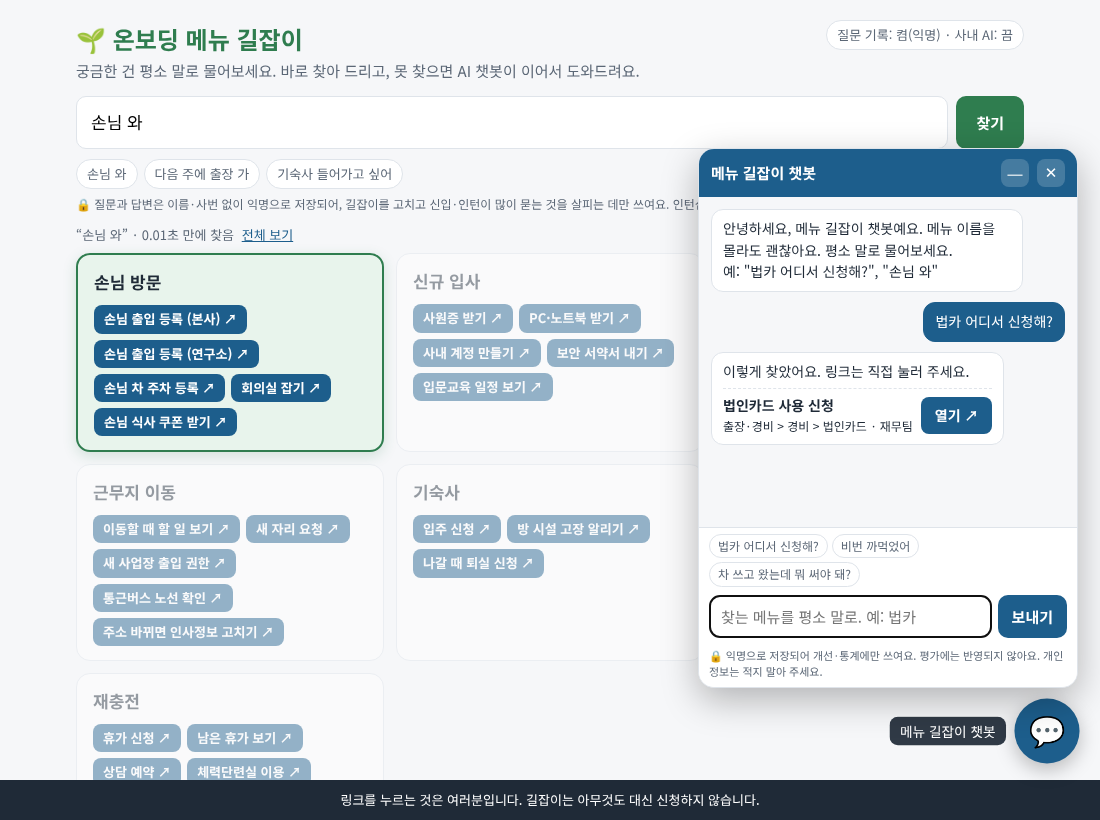 🌱 온보딩 메뉴 길잡이
질문 기록: 켬(익명) · 사내 AI: 끔
궁금한 건 평소 말로 물어보세요. 바로 찾아 드리고, 못 찾으면 AI 챗봇이 이어서 도와드려요.
손님 와
찾기
손님 와
다음 주에 출장 가
기숙사 들어가고 싶어
🔒 질문과 답변은 이름·사번 없이 익명으로 저장되어, 길잡이를 고치고 신입·인턴이 많이 묻는 것을 살피는 데만 쓰여요.
“손님 와” · 0.01초 만에 찾음 전체 보기
손님 방문
손님 출입 등록 (본사) ↗
손님 출입 등록 (연구소) ↗
손님 차 주차 등록 ↗
회의실 잡기 ↗
손님 식사 쿠폰 받기 ↗
신규 입사
사원증 받기 ↗
PC·노트북 받기 ↗
사내 계정 만들기 ↗
보안 서약서 내기 ↗
입문교육 일정 보기 ↗
근무지 이동
이동할 때 할 일 보기 ↗
새 자리 요청 ↗
새 사업장 출입 권한 ↗
통근버스 노선 확인 ↗
주소 바뀌면 인사정보 고치기 ↗
기숙사
입주 신청 ↗
방 시설 고장 알리기 ↗
나갈 때 퇴실 신청 ↗
재충전
휴가 신청 ↗
남은 휴가 보기 ↗
상담 예약 ↗
체력단련실 이용 ↗
메뉴 길잡이 챗봇
— ✕
안녕하세요, 메뉴 길잡이 챗봇예요. 메뉴 이름을
몰라도 괜찮아요. 평소 말로 물어보세요.
예: "법카 어디서 신청해?", "손님 와"
법카 어디서 신청해?
이렇게 찾았어요. 링크는 직접 눌러 주세요.
법인카드 사용 신청
출장·경비 > 경비 > 법인카드 · 재무팀
열기 ↗
법카 어디서 신청해?
비번 까먹었어
차 쓰고 왔는데 뭐 써야 돼?
찾는 메뉴를 평소 말로. 예: 법카
보내기
🔒 익명으로 저장되어 개선·통계에만 쓰여요. 평가에는 반영되지 않아요. 개인
정보는 적지 말아 주세요.
메뉴 길잡이 챗봇
링크를 누르는 것은 여러분입니다. 길잡이는 아무것도 대신 신청하지 않습니다.